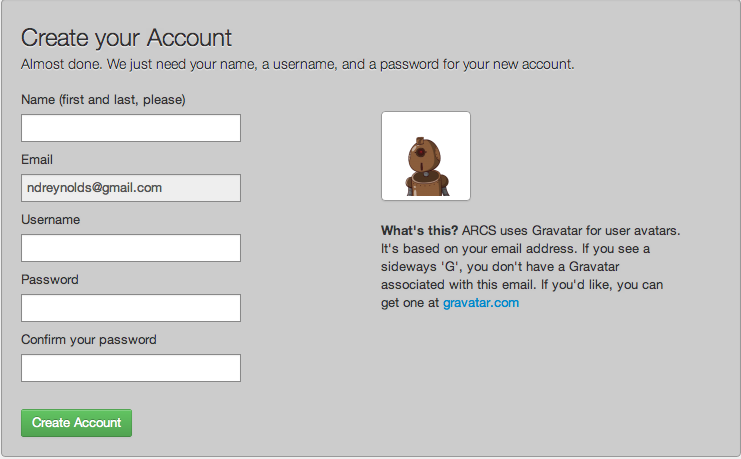 Create your Account
Almost done. We just need your name, a username, and a password for your new account.
Name (first and last, please)
Email
ndreynolds@gmail.com
Username
Password
Confirm your password
Create Account
What's this? ARCS uses Gravatar for user avatars.
It's based on your email address. If you see a
sideways 'G', you don't have a Gravatar
associated with this email. If you'd like, you can
get one at gravatar.com